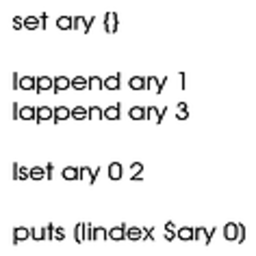 set ary {}
lappend ary 1
lappend ary 3
lset ary 0 2
puts (lindex $ary 0)